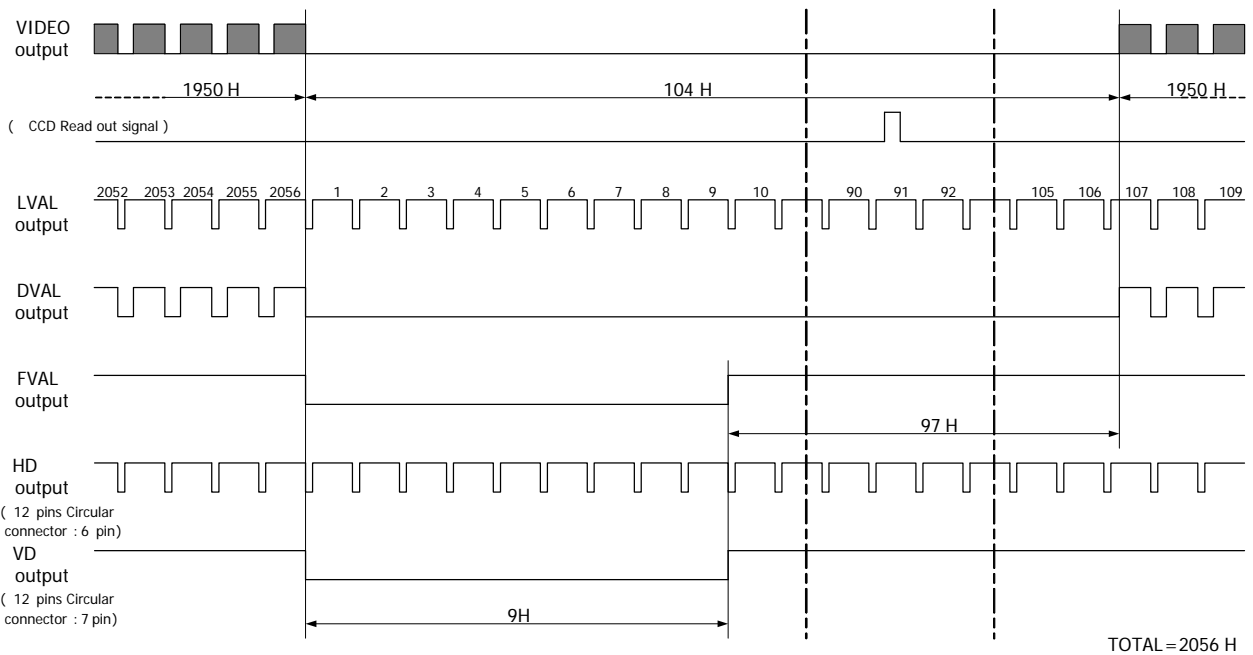 VIDEO
output
1950 H 104 H 1950 H
( CCD Read out signal )
2052 2053 2054 2055 2056 1 2 3 4 5 6 7 8 9 10 90 91 92 105 106 107 108 109
LVAL
output
DVAL
output
FVAL
output
97 H
HD
output
( 12 pins Circular
connector : 6 pin)
VD
output
( 12 pins Circular
connector : 7 pin)
9H
TOTAL=2056 H